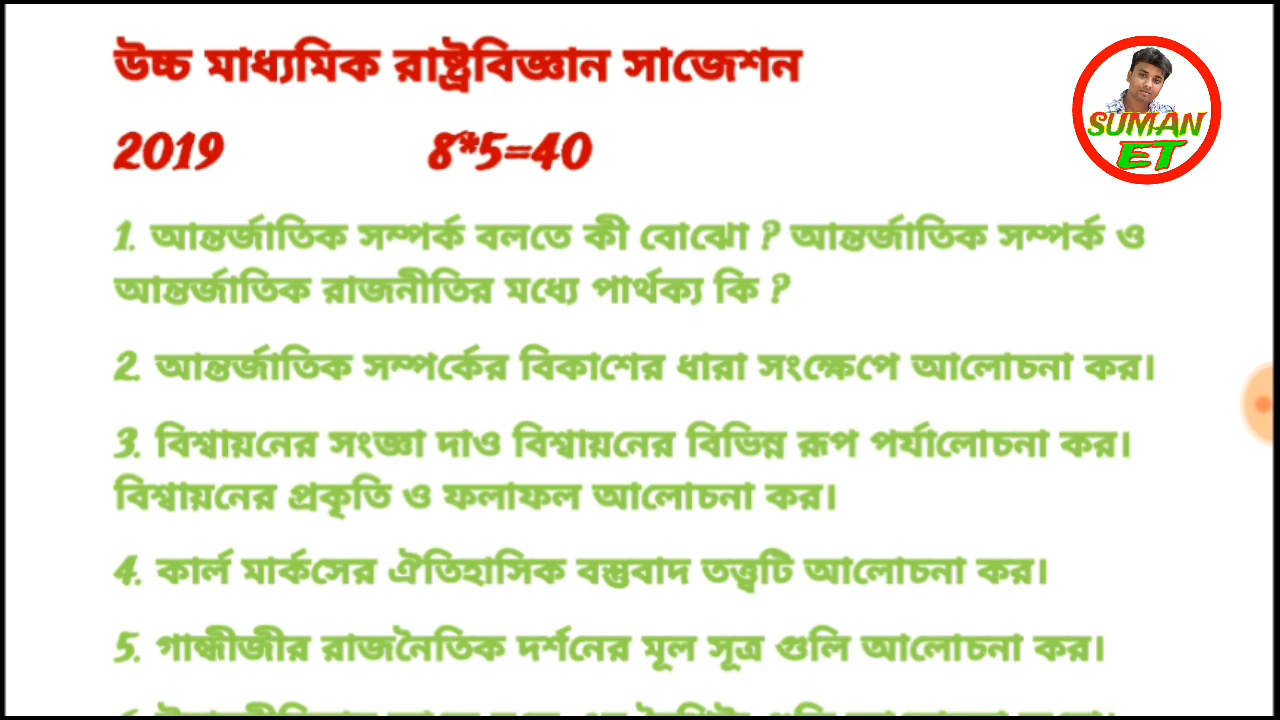 উচ্চ মাধ্যমিক রাষ্ট্রবিজ্ঞান সাজেশন
2019 8*5=40
SUMAN
ET
1. আন্তর্জাতিক সম্পর্ক বলতে কী বোঝো ? আন্তর্জাতিক সম্পর্ক ও
আন্তর্জাতিক রাজনীতির মধ্যে পার্থক্য কি ?
2. আন্তর্জাতিক সম্পর্কের বিকাশের ধারা সংক্ষেপে আলোচনা কর।
3. বিশ্বায়নের সংজ্ঞা দাও বিশ্বায়নের বিভিন্ন রূপ পর্যালোচনা কর।
বিশ্বায়নের প্রকৃতি ও ফলাফল আলোচনা কর।
4. কার্ল মার্কসের ঐতিহাসিক বস্তুবাদ তত্ত্বটি আলোচনা কর।
5. গান্ধীজীর রাজনৈতিক দর্শনের মূল সূত্র গুলি আলোচনা কর।